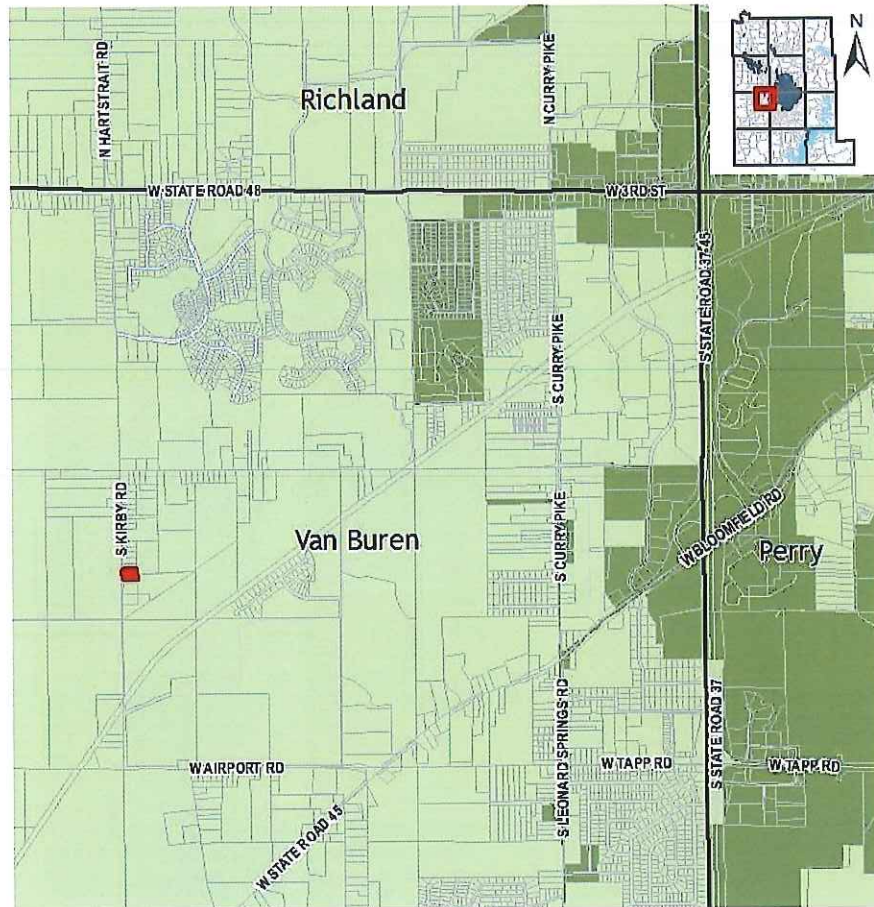 N
N HARTSTRAIT RD
Richland
N CURRY PIKE
W STATE ROAD 48
W 3RD ST
S STATE ROAD 37-45
S CURRY PIKE
S KIRBY RD
Van Buren
S CURRY PIKE
W BLOOMFIELD RD
Perry
S LEONARD SPRINGS RD
S STATE ROAD 37
W AIRPORT RD
W TAPP RD
W TAPP RD
W STATE ROAD 45